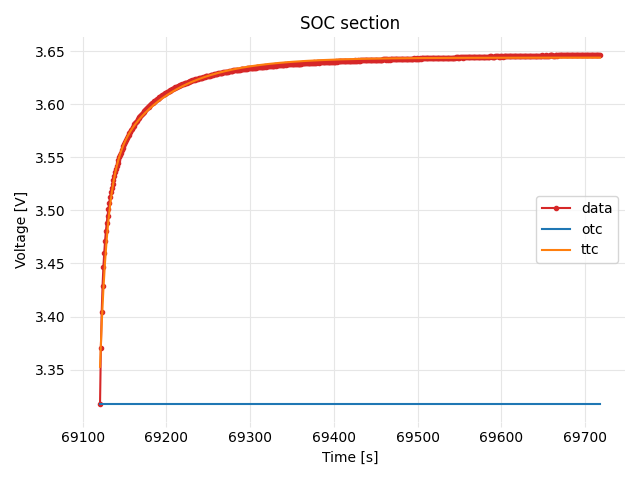 SOC section
Voltage [V]
3.65
3.60
3.55
3.50
3.45
3.40
3.35
data
otc
ttc
69100 69200 69300 69400 69500 69600 69700
Time [s]